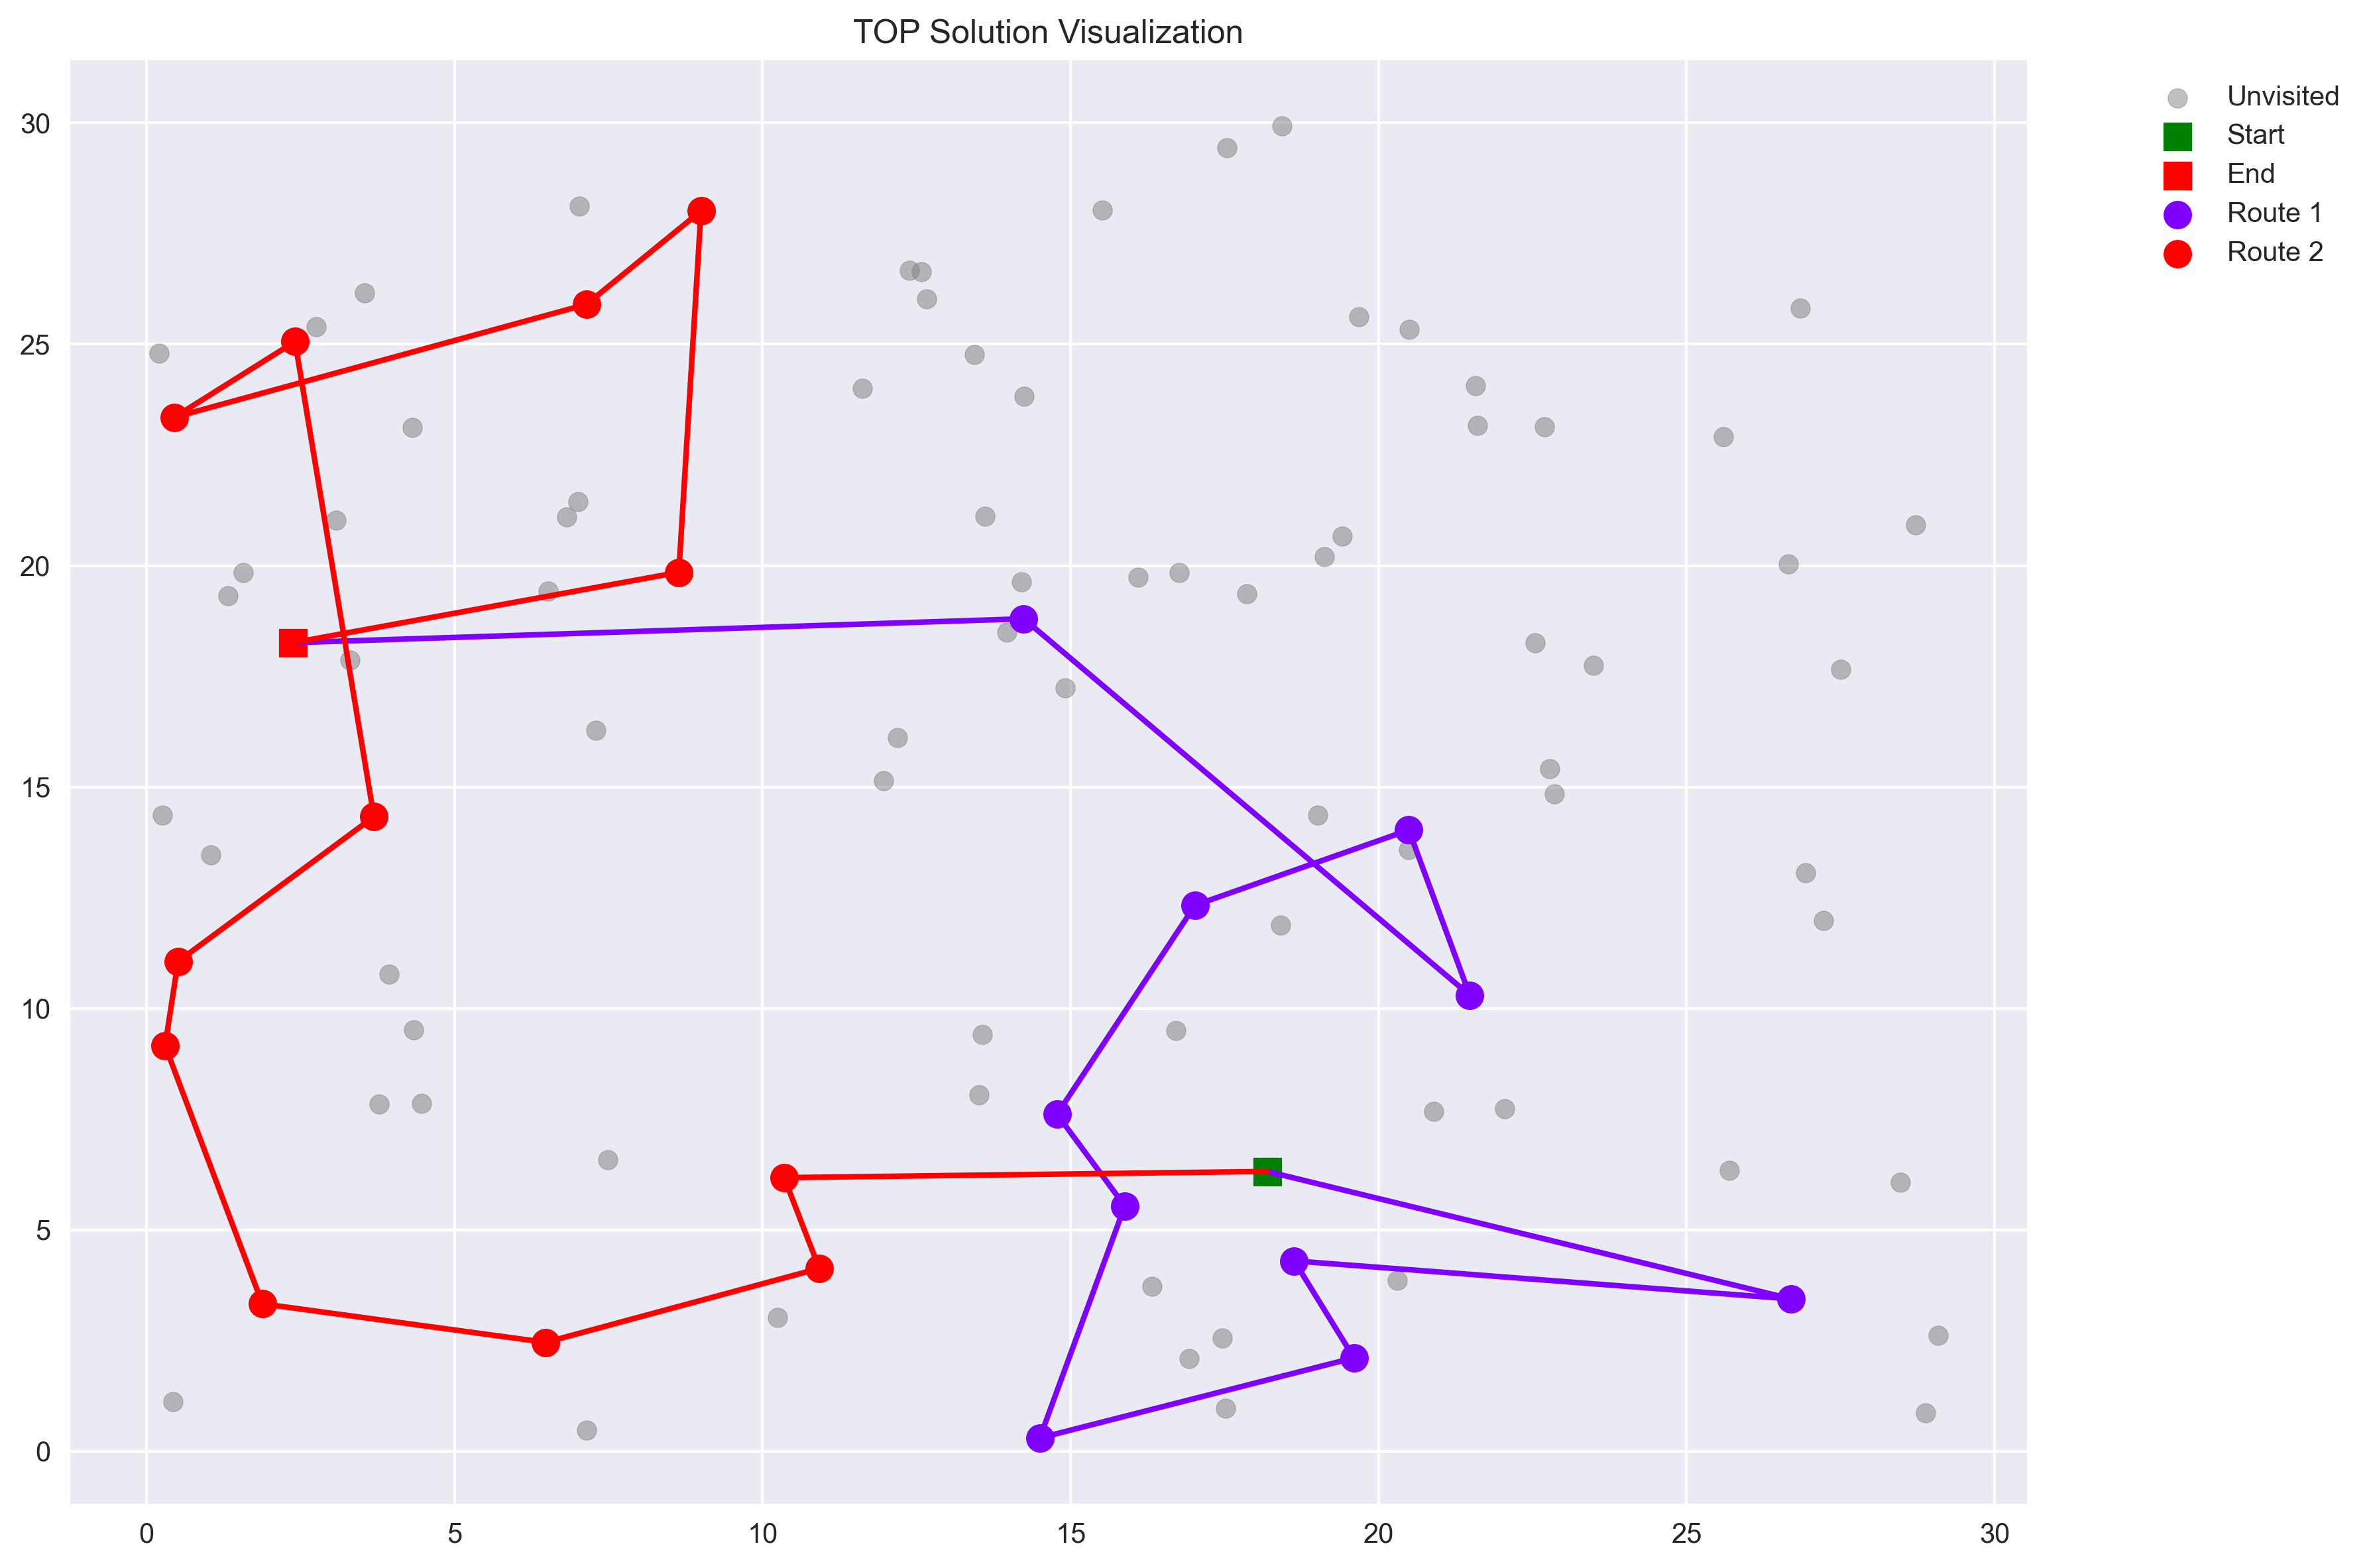 TOP Solution Visualization
Unvisited
Start
End
Route 1
Route 2
30
25
20
15
10
5
0
0 5 10 15 20 25 30